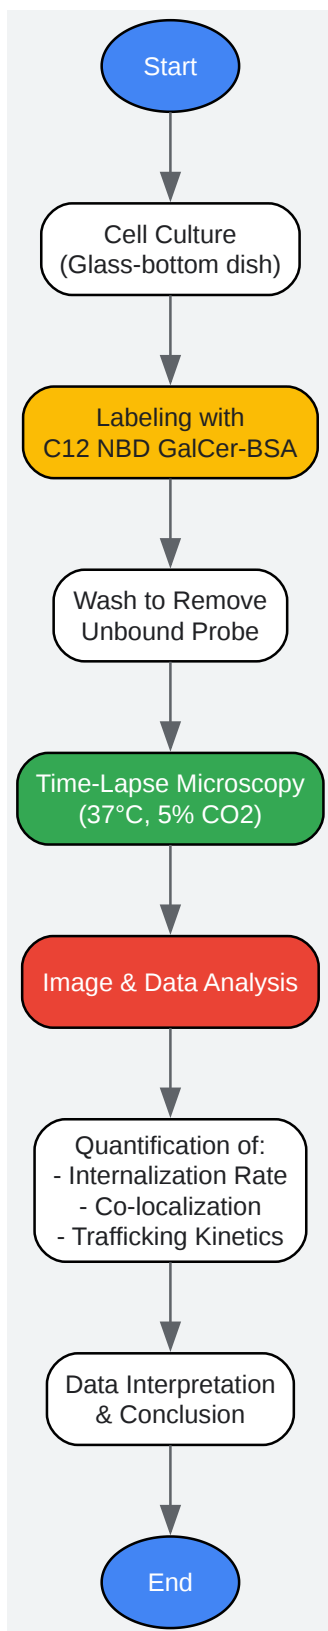 Start
Cell Culture
(Glass-bottom dish)
Labeling with
C12 NBD GalCer-BSA
Wash to Remove
Unbound Probe
Time-Lapse Microscopy
(37°C, 5% CO2)
Image & Data Analysis
Quantification of:
- Internalization Rate
- Co-localization
- Trafficking Kinetics
Data Interpretation
& Conclusion
End